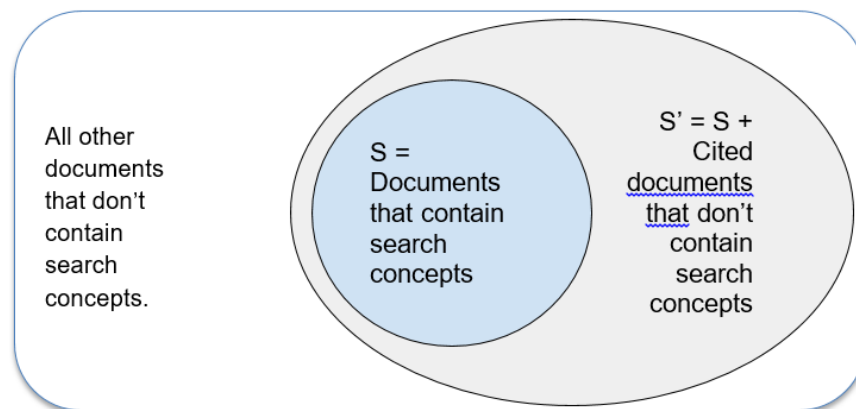 All other
documents
that don’t
contain
search
concepts.
S =
Documents
that contain
search
concepts
S’ = S +
Cited
documents
that don’t
contain
search
concepts